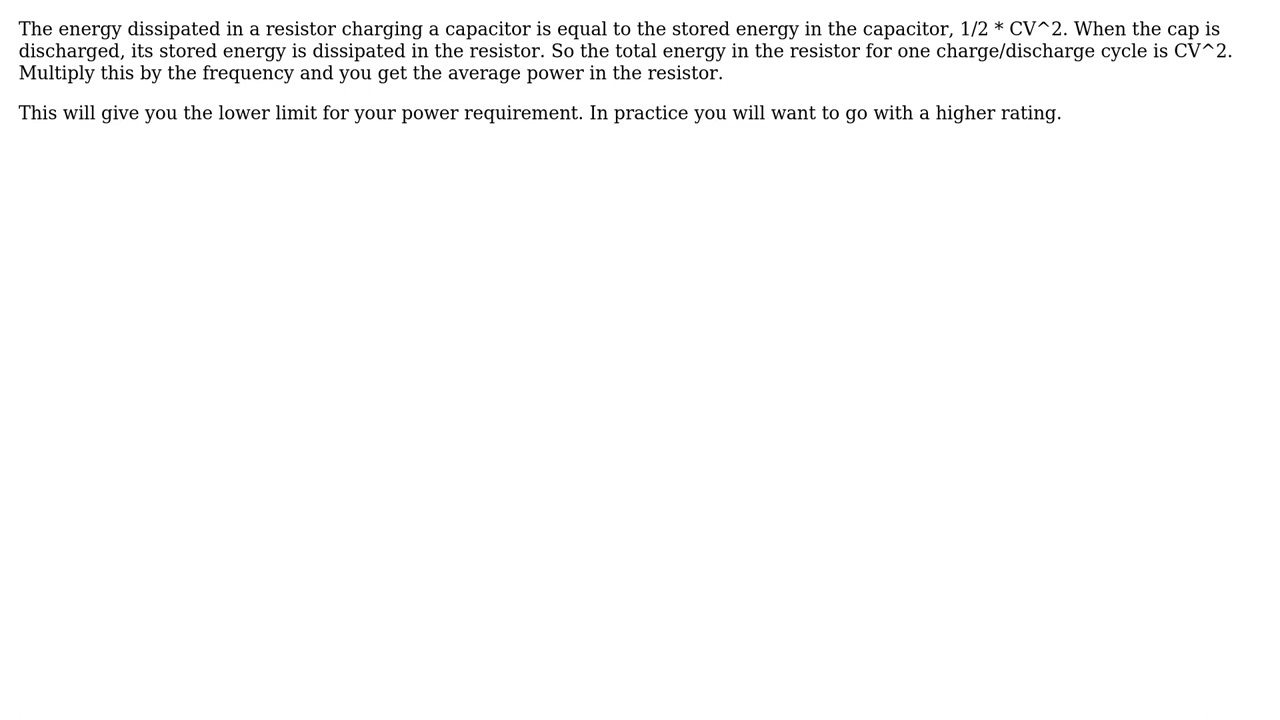 The energy dissipated in a resistor charging a capacitor is equal to the stored energy in the capacitor, 1/2 * CV^2. When the cap is
discharged, its stored energy is dissipated in the resistor. So the total energy in the resistor for one charge/discharge cycle is CV^2.
Multiply this by the frequency and you get the average power in the resistor.
This will give you the lower limit for your power requirement. In practice you will want to go with a higher rating.